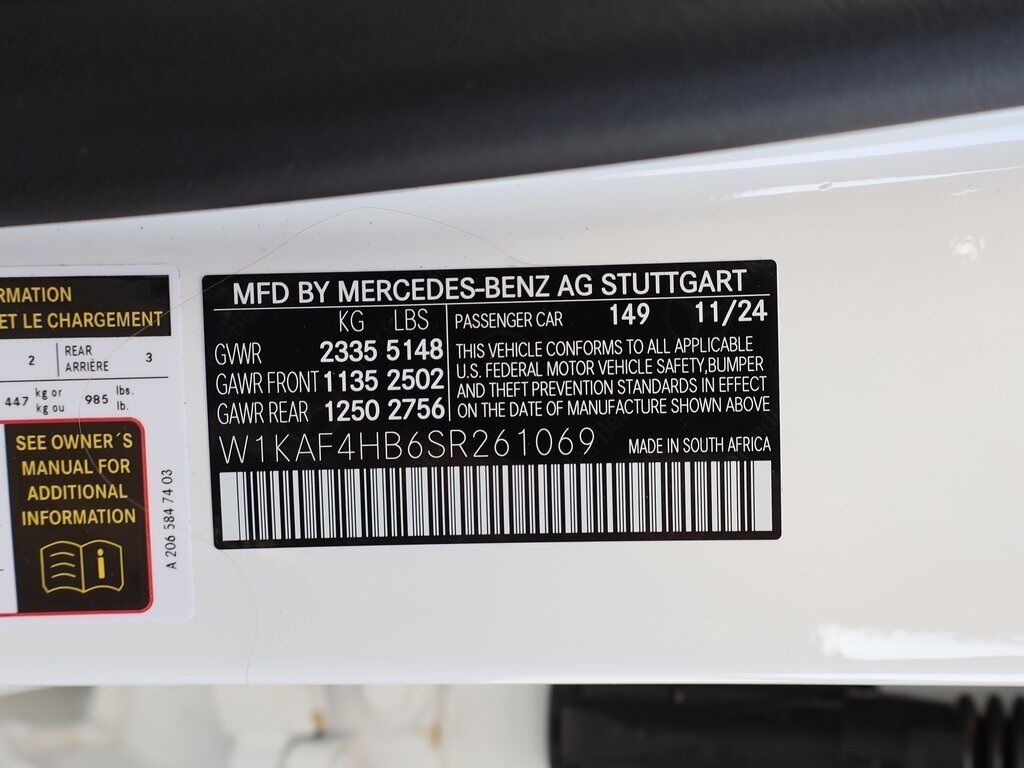 RMATION
ET LE CHARGEMENT
2 REAR ARRIÈRE 3
447 kg or kg ou 985 lbs. lb.
SEE OWNER´S
MANUAL FOR
ADDITIONAL
INFORMATION
i
A 206 584 74 03
MFD BY MERCEDES-BENZ AG STUTTGART
KG LBS
GVWR 2335 5148
GAWR FRONT 1135 2502
GAWR REAR 1250 2756
PASSENGER CAR 149 11/24
THIS VEHICLE CONFORMS TO ALL APPLICABLE
U.S. FEDERAL MOTOR VEHICLE SAFETY,BUMPER
AND THEFT PREVENTION STANDARDS IN EFFECT
ON THE DATE OF MANUFACTURE SHOWN ABOVE
W1KAF4HB6SR261069 MADE IN SOUTH AFRICA